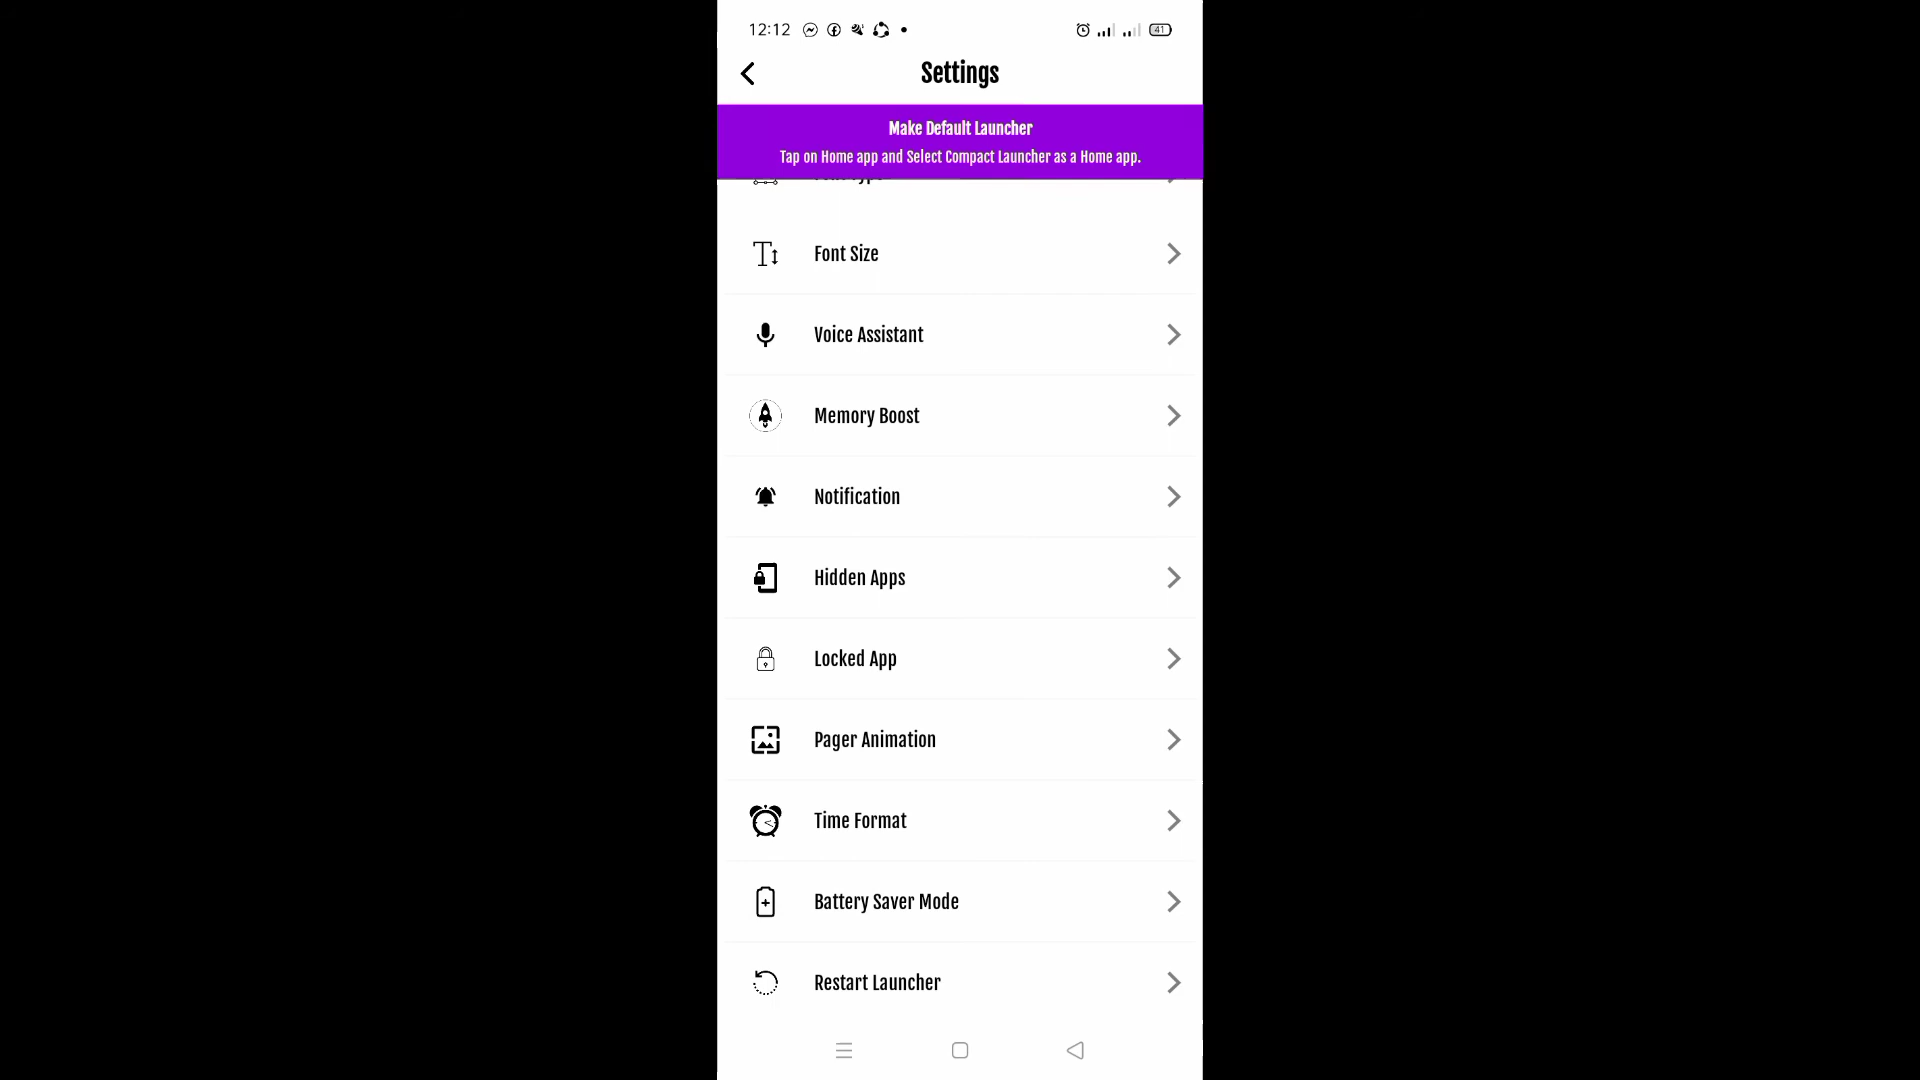 12:12
41
Settings
Make Default Launcher
Tap on Home app and Select Compact Launcher as a Home app.
Font Size
Voice Assistant
Memory Boost
Notification
Hidden Apps
Locked App
Pager Animation
Time Format
Battery Saver Mode
Restart Launcher